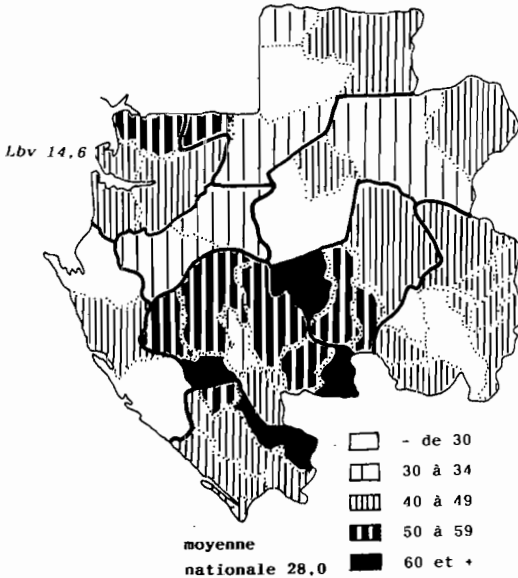 Lbv 14,6
- de 30
30 à 34
40 à 49
50 à 59
60 et +
moyenne
nationale 28,0